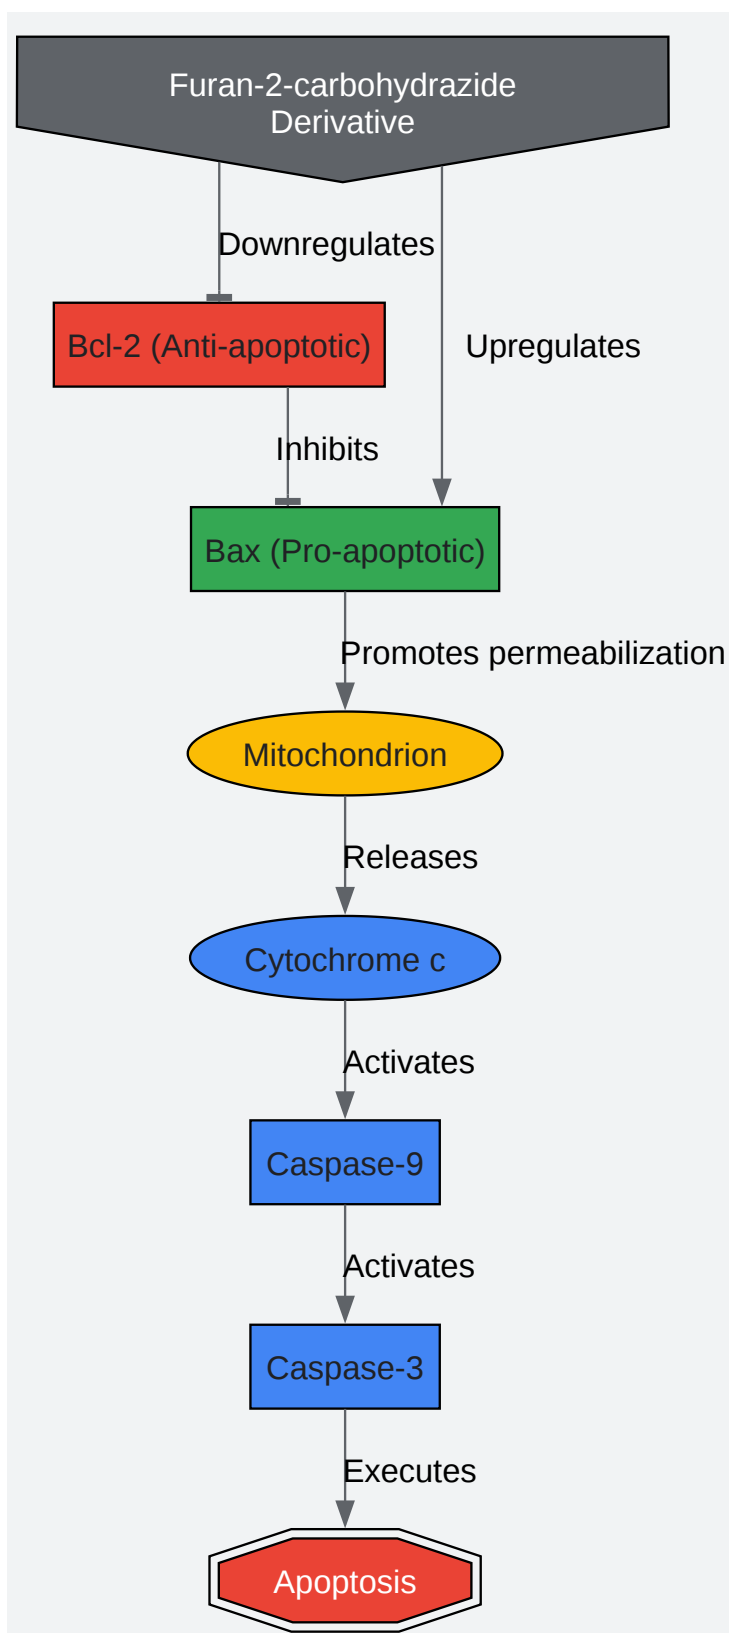 Furan-2-carbohydrazide
Derivative
Downregulates
Bcl-2 (Anti-apoptotic)
Upregulates
Inhibits
Bax (Pro-apoptotic)
Promotes permeabilization
Mitochondrion
Releases
Cytochrome c
Activates
Caspase-9
Activates
Caspase-3
Executes
Apoptosis